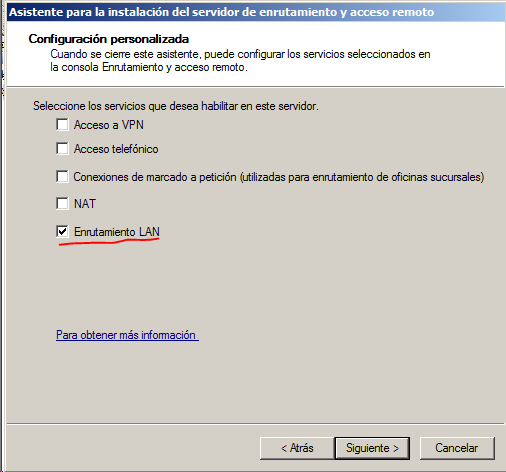 Asistente para la instalación del servidor de enrutamiento y acceso remoto
Configuración personalizada
Cuando se cierre este asistente, puede configurar los servicios seleccionados en
la consola Enrutamiento y acceso remoto.
Seleccione los servicios que desea habilitar en este servidor.
Acceso a VPN
Acceso telefónico
Conexiones de marcado a petición (utilizadas para enrutamiento de oficinas sucursales)
NAT
Enrutamiento LAN
Para obtener más información
< Atrás Siguiente > Cancelar